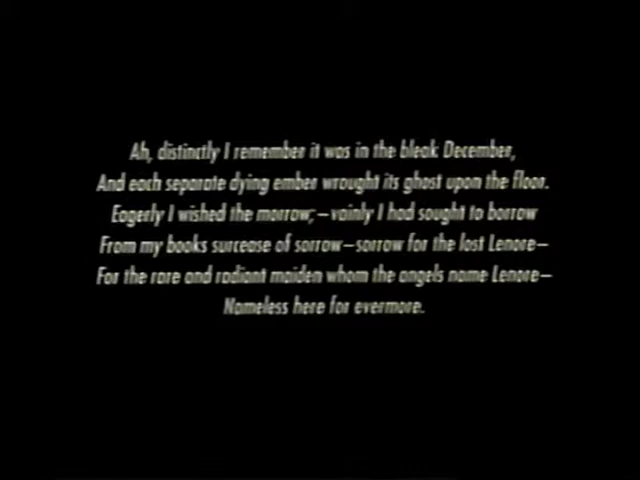 Ah, distinctly I remember it was in the bleak December,
And each separate dying ember wrought its ghost upon the floor.
Eagerly I wished the morrow;—vainly I had sought to borrow
From my books surcease of sorrow—sorrow for the lost Lenore—
For the rare and radiant maiden whom the angels name Lenore—
Nameless here for evermore.